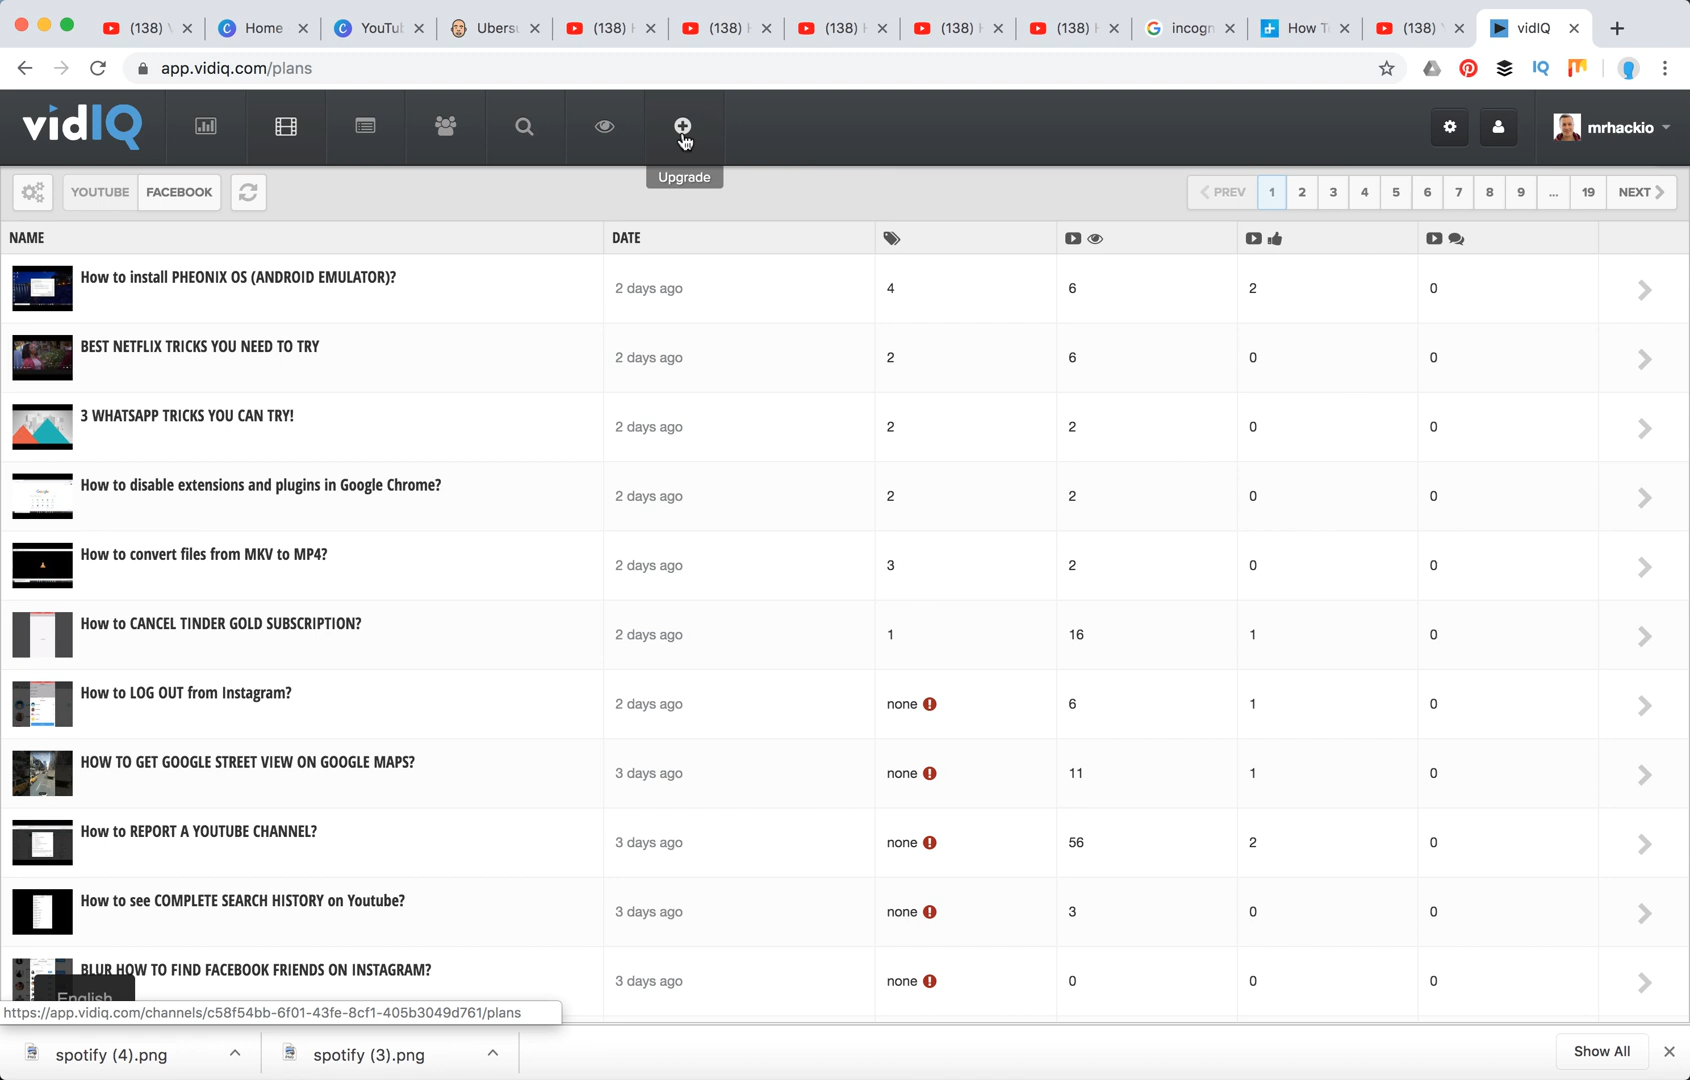 (138)
Home
YouTu
Ubers
(138)
(138)
(138)
(138)
(138)
incogn
How T
(138)
vidIQ
app.vidiq.com/plans
vidIQ
mrhackio
Upgrade
YOUTUBE FACEBOOK
PREV 1 2 3 4 5 6 7 8 9 ... 19 NEXT
NAME DATE
How to install PHEONIX OS (ANDROID EMULATOR)? 2 days ago 4 6 2 0
BEST NETFLIX TRICKS YOU NEED TO TRY 2 days ago 2 6 0 0
3 WHATSAPP TRICKS YOU CAN TRY! 2 days ago 2 2 0 0
How to disable extensions and plugins in Google Chrome? 2 days ago 2 2 0 0
How to convert files from MKV to MP4? 2 days ago 3 2 0 0
How to CANCEL TINDER GOLD SUBSCRIPTION? 2 days ago 1 16 1 0
How to LOG OUT from Instagram? 2 days ago none 6 1 0
HOW TO GET GOOGLE STREET VIEW ON GOOGLE MAPS? 3 days ago none 11 1 0
How to REPORT A YOUTUBE CHANNEL? 3 days ago none 56 2 0
How to see COMPLETE SEARCH HISTORY on Youtube? 3 days ago none 3 0 0
BLUR HOW TO FIND FACEBOOK FRIENDS ON INSTAGRAM? 3 days ago none 0 0 0
English
https://app.vidiq.com/channels/c58f54bb-6f01-43fe-8cf1-405b3049d761/plans
spotify (4).png
spotify (3).png
Show All